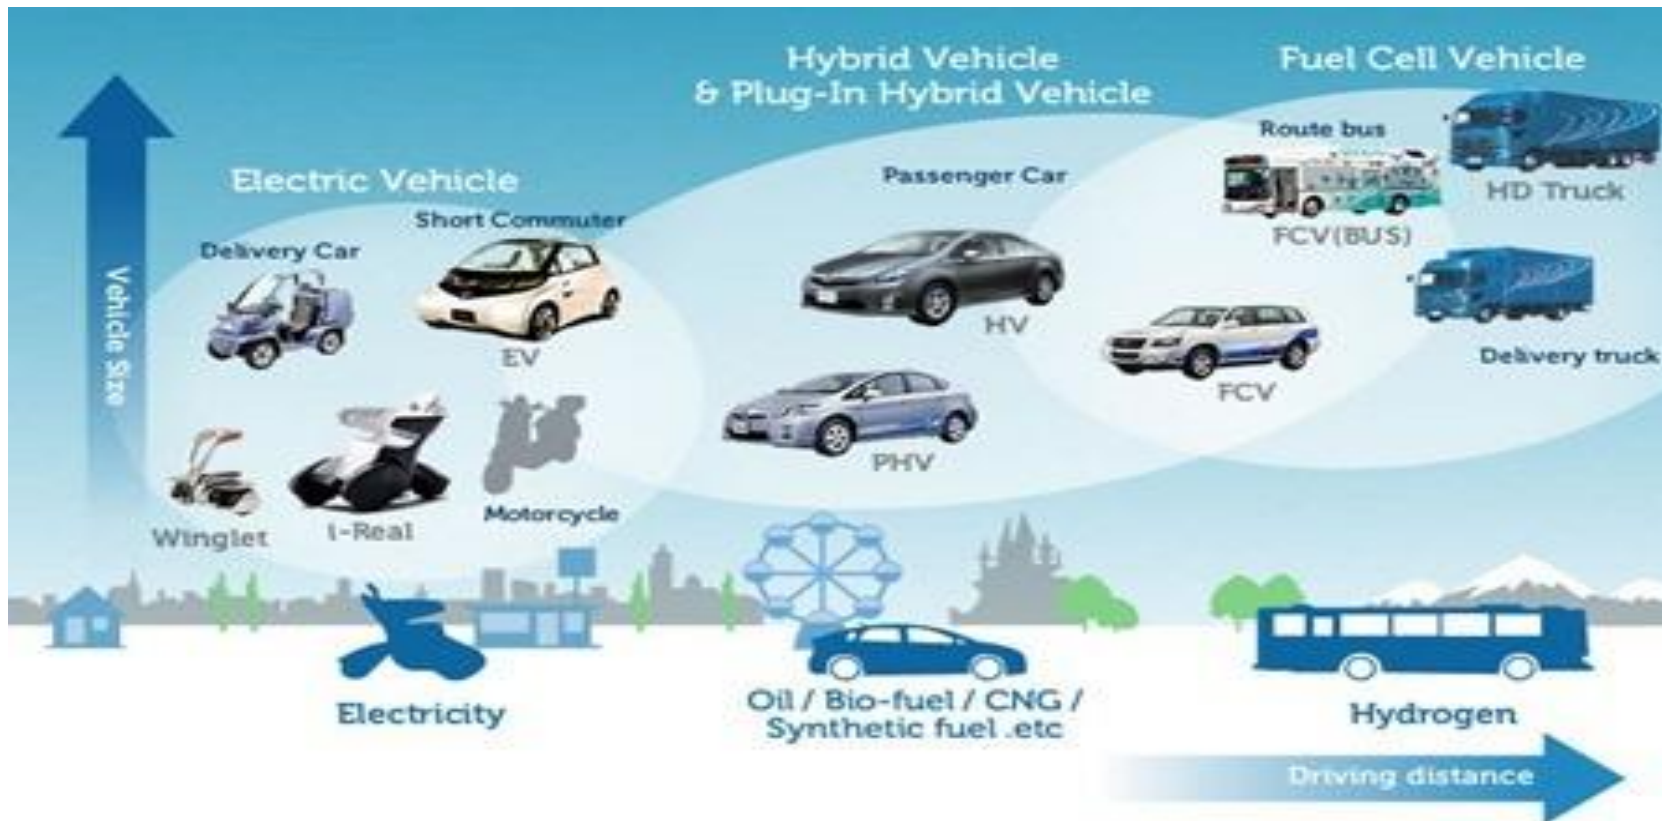 Hybrid Vehicle
& Plug-In Hybrid Vehicle
Fuel Cell Vehicle
Electric Vehicle
Route bus
Passenger Car
HD Truck
Short Commuter
Delivery Car
FCV(BUS)
Vehicle Size
HV
EV
Delivery truck
FCV
PHV
Motorcycle
Winglet
i-Real
Electricity
Oil / Bio-fuel / CNG /
Synthetic fuel .etc
Hydrogen
Driving distance